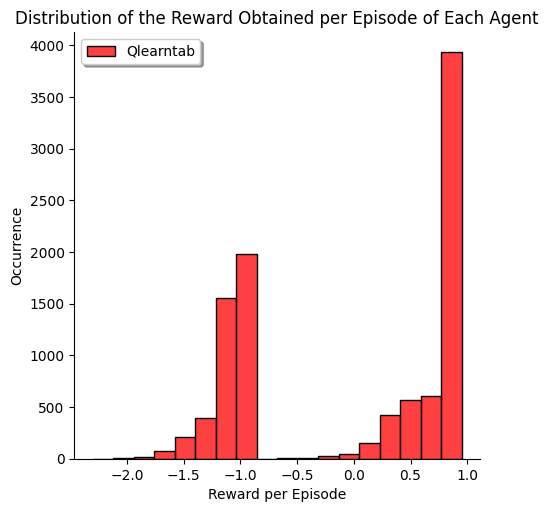 Distribution of the Reward Obtained per Episode of Each Agent
Qlearntab
4000
3500
3000
2500
2000
1500
1000
500
0
Occurrence
−2.0 −1.5 −1.0 −0.5 0.0 0.5 1.0
Reward per Episode